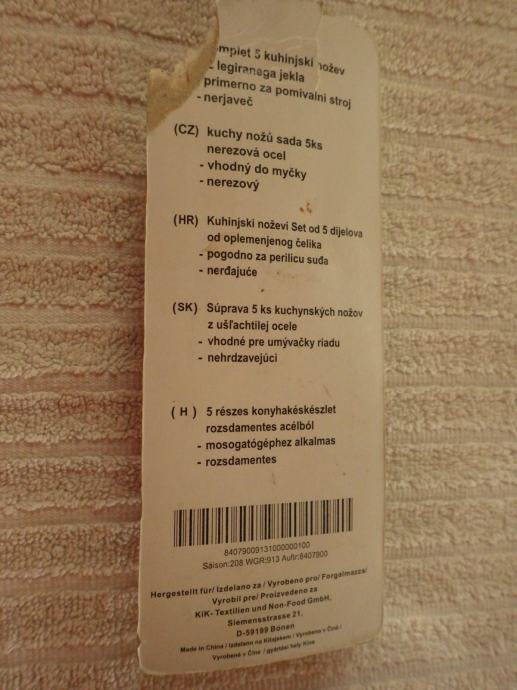 mplet 5 kuhinjski nožev
legiranega jekla
primerno za pomivalni stroj
- nerjaveč
(CZ) kuchy nožů sada 5ks
nerezová ocel
- vhodný do myčky
- nerezový
(HR) Kuhinjski noževi Set od 5 dijelova
od oplemenjenog čelika
- pogodno za perilicu suđa
- nerđajuće
(SK) Súprava 5 ks kuchynských nožov
z ušľachtilej ocele
- vhodné pre umývačky riadu
- nehrdzavejúci
( H ) 5 részes konyhakéskészlet
rozsdamentes acélból
- mosogatógéphez alkalmas
- rozsdamentes
84079009131000000100
Saison:208 WGR:913 Auftr:8407900
Hergestellt für/ Izdelano za / Vyrobeno pro/ Forgalmazza/
Vyrobil pre/ Proizvedeno za
KiK- Textilien und Non-Food GmbH,
Siemensstrasse 21,
D-59199 Bönen
Made in China / Izdelano na Kitajskem / Vyrobeno v Číně /
Vyrobené v Číne / gyártási hely Kína